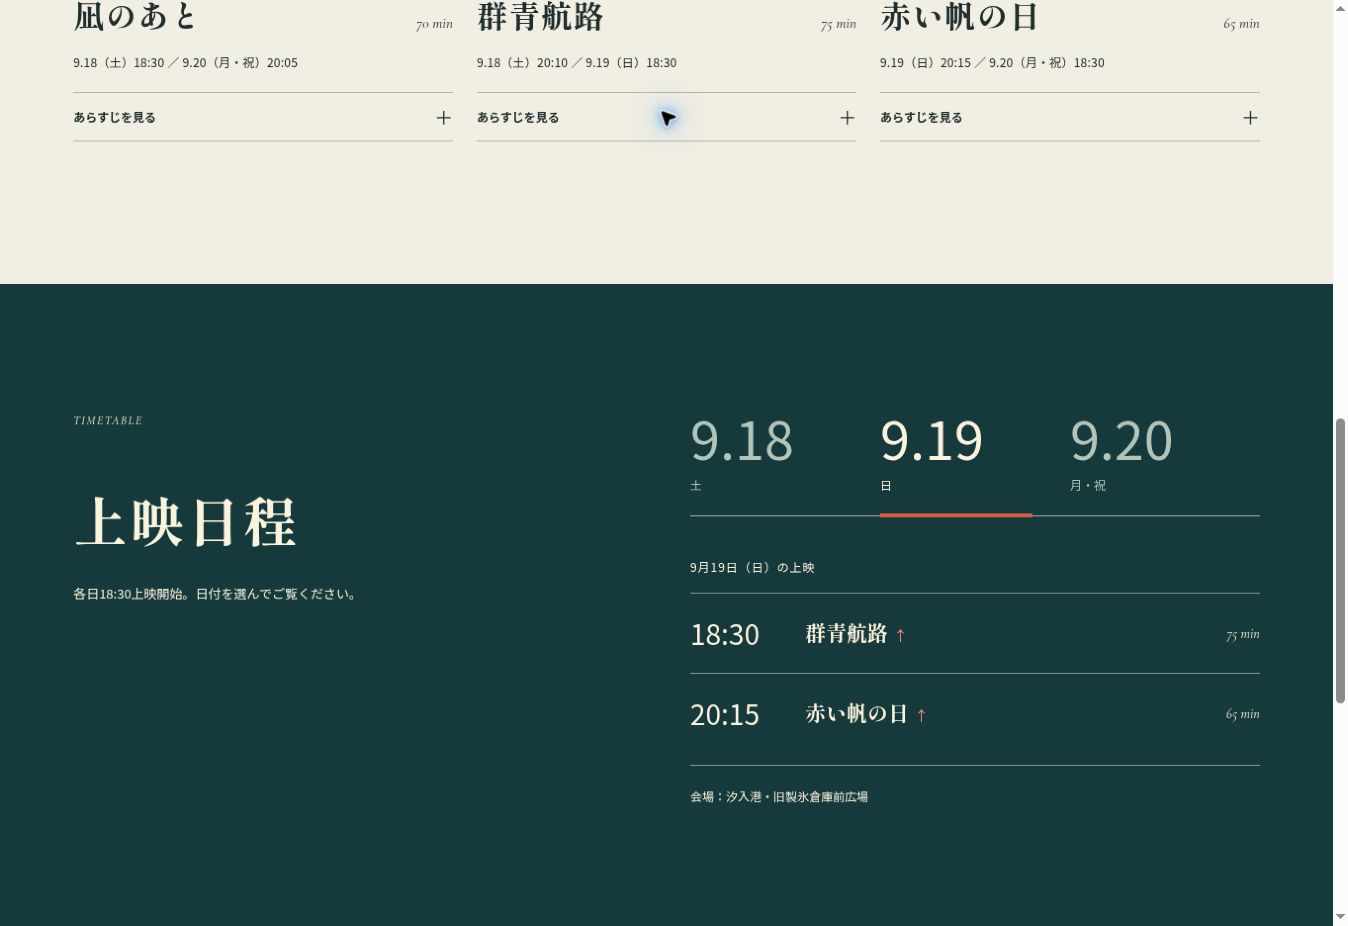 凪のあと
70 min
9.18（土）18:30 ／ 9.20（月・祝）20:05
あらすじを見る
群青航路
75 min
9.18（土）20:10 ／ 9.19（日）18:30
あらすじを見る
赤い帆の日
65 min
9.19（日）20:15 ／ 9.20（月・祝）18:30
あらすじを見る
TIMETABLE
上映日程
各日18:30上映開始。日付を選んでご覧ください。
9.18
土
9.19
日
9.20
月・祝
9月19日（日）の上映
18:30 群青航路 ↑ 75 min
20:15 赤い帆の日 ↑ 65 min
会場：汐入港・旧製氷倉庫前広場